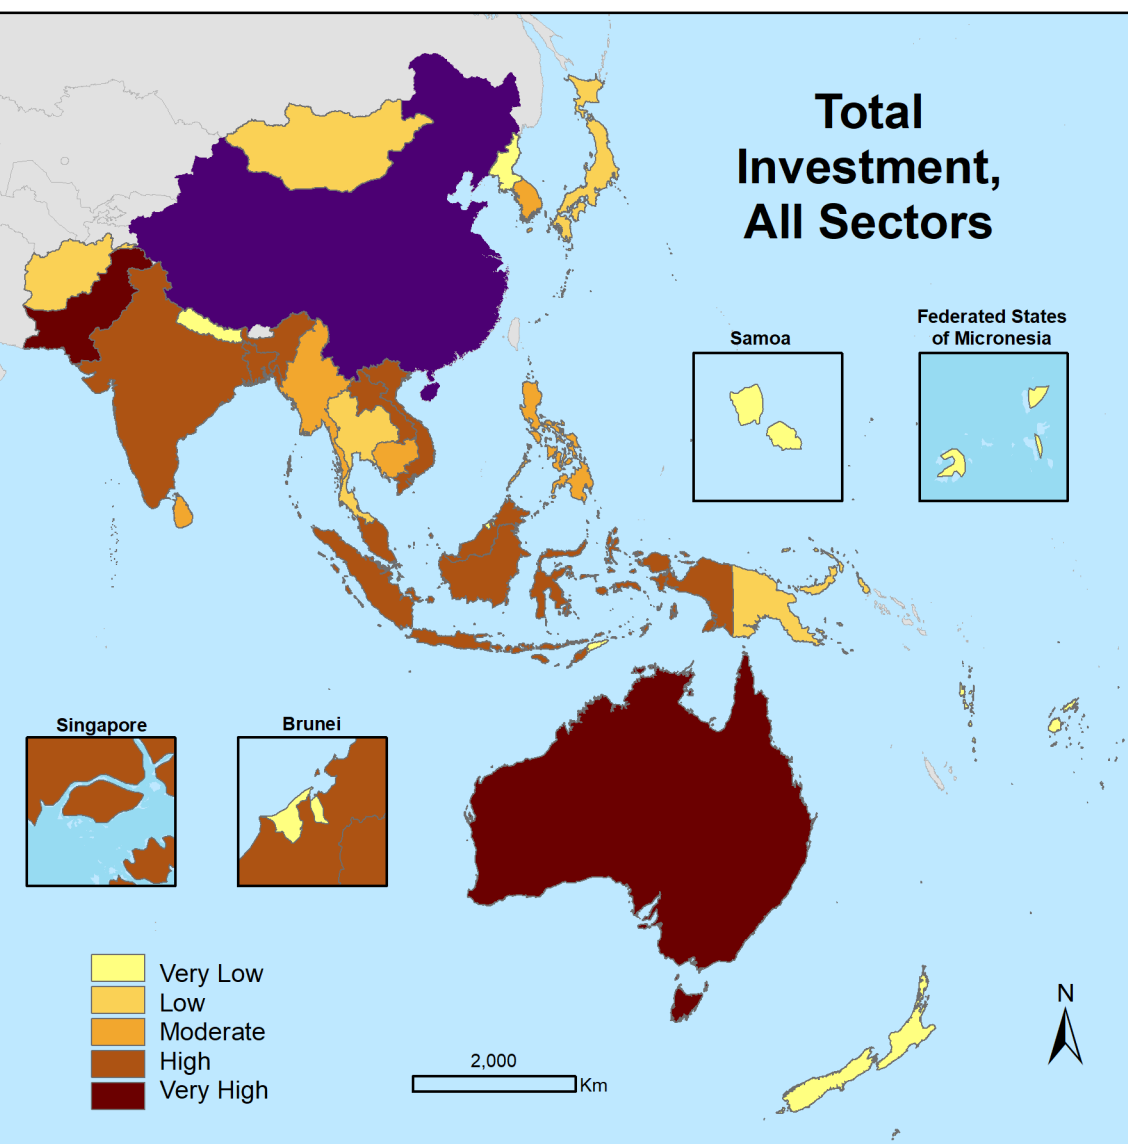 Total
Investment,
All Sectors
Samoa
Federated States
of Micronesia
Singapore
Brunei
Very Low
Low
Moderate
High
Very High
2,000
Km
N